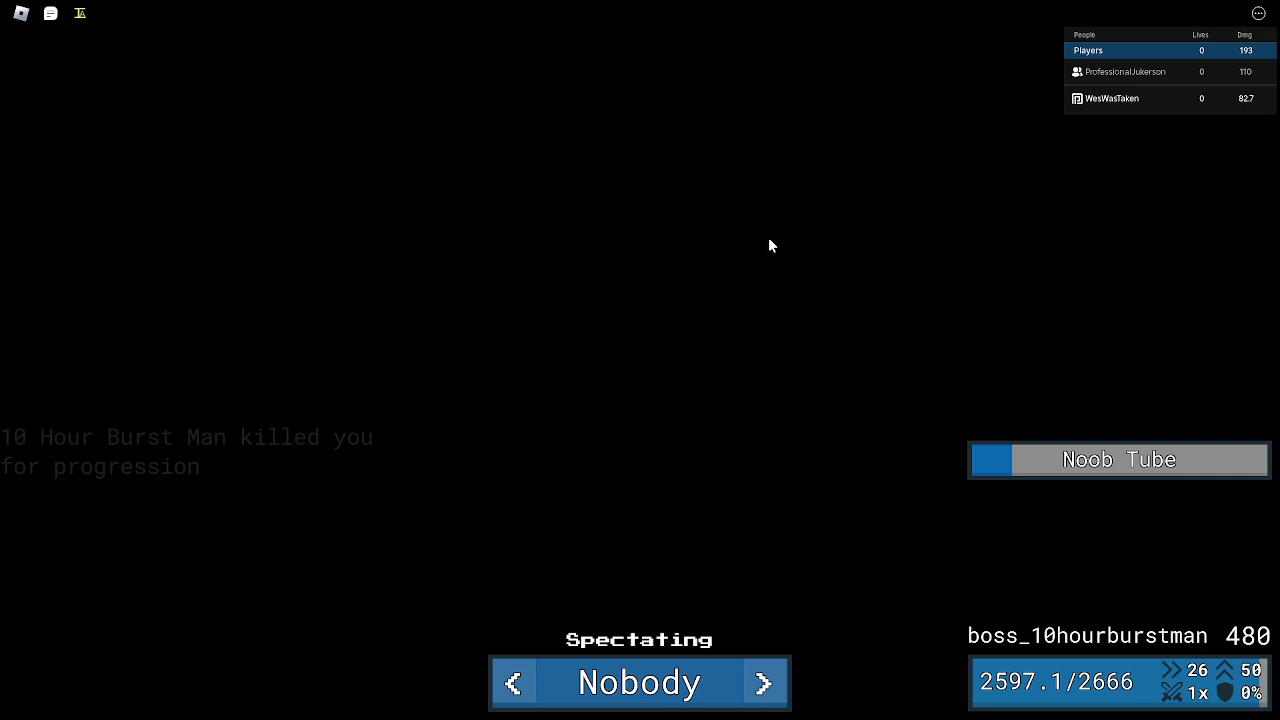 People Lives Dmg
Players 0 193
ProfessionalJukerson 0 110
WesWasTaken 0 82.7
10 Hour Burst Man killed you
for progression
Noob Tube
Spectating
< Nobody >
boss_10hourburstman 480
2597.1/2666 26 50
1x 0%